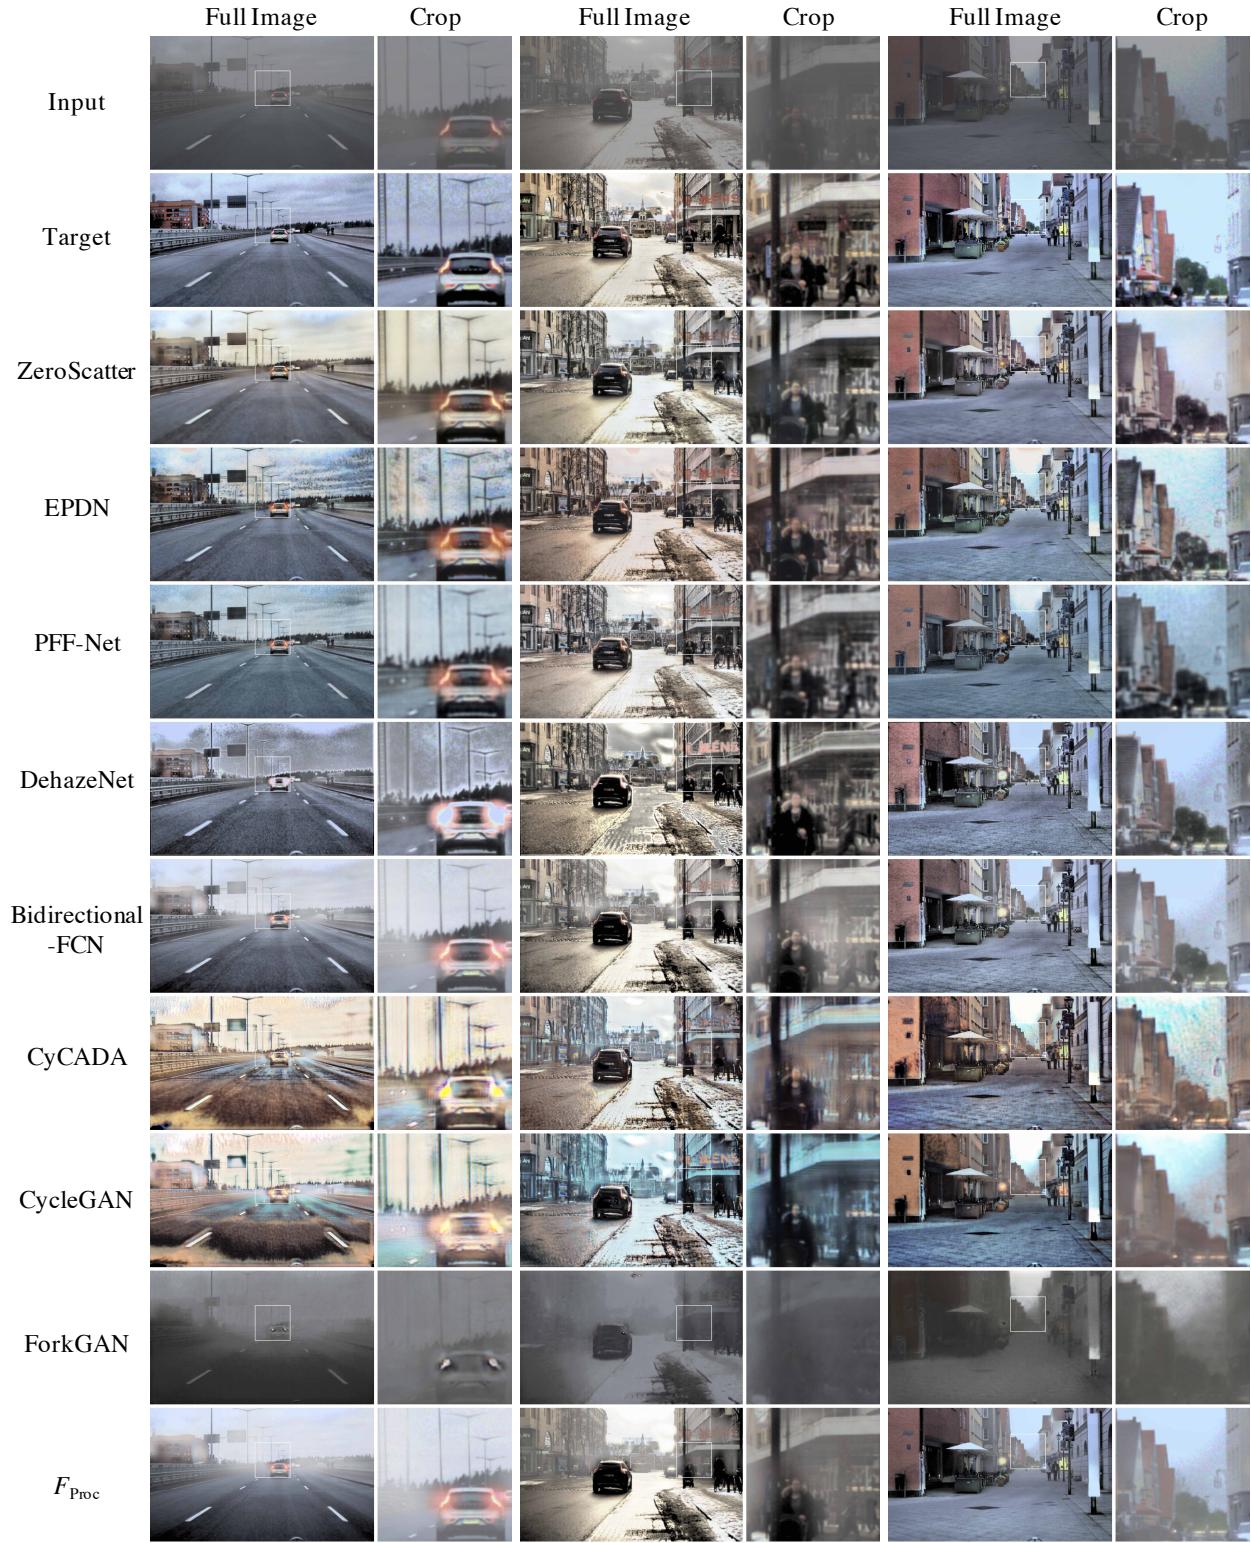 Full Image Crop Full Image Crop Full Image Crop
Input
Target
ZeroScatter
EPDN
PFF-Net
DehazeNet
Bidirectional
-FCN
CyCADA
CycleGAN
ForkGAN
F_Proc